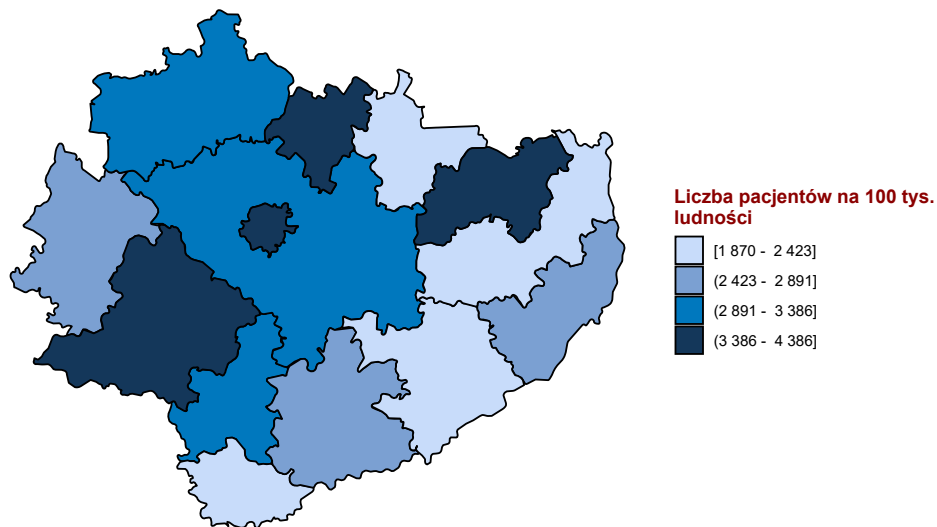 Liczba pacjentów na 100 tys.
ludności
[1 870 - 2 423]
(2 423 - 2 891]
(2 891 - 3 386]
(3 386 - 4 386]